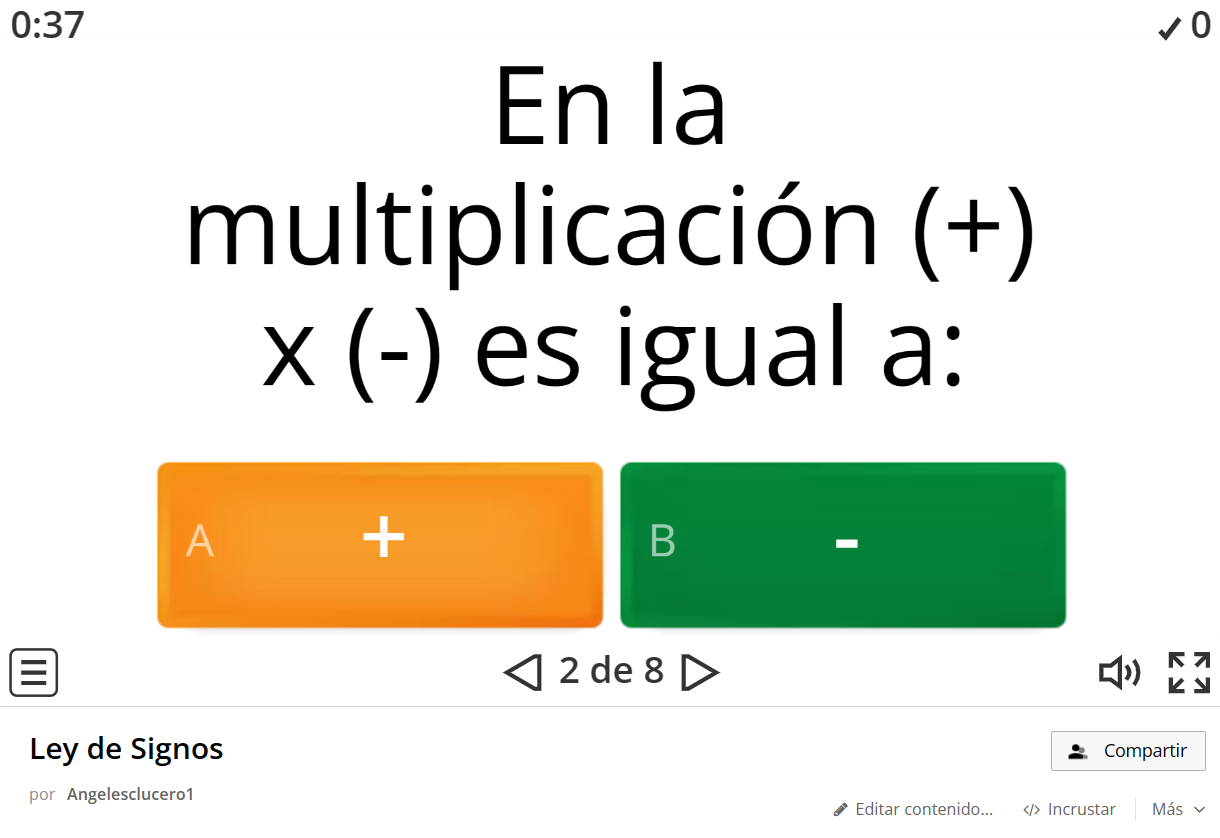 0:37
0
En la
multiplicación (+)
x (-) es igual a:
A +
B -
2 de 8
Ley de Signos
Compartir
por Angelesclucero1
Editar contenido...
Incrustar
Más